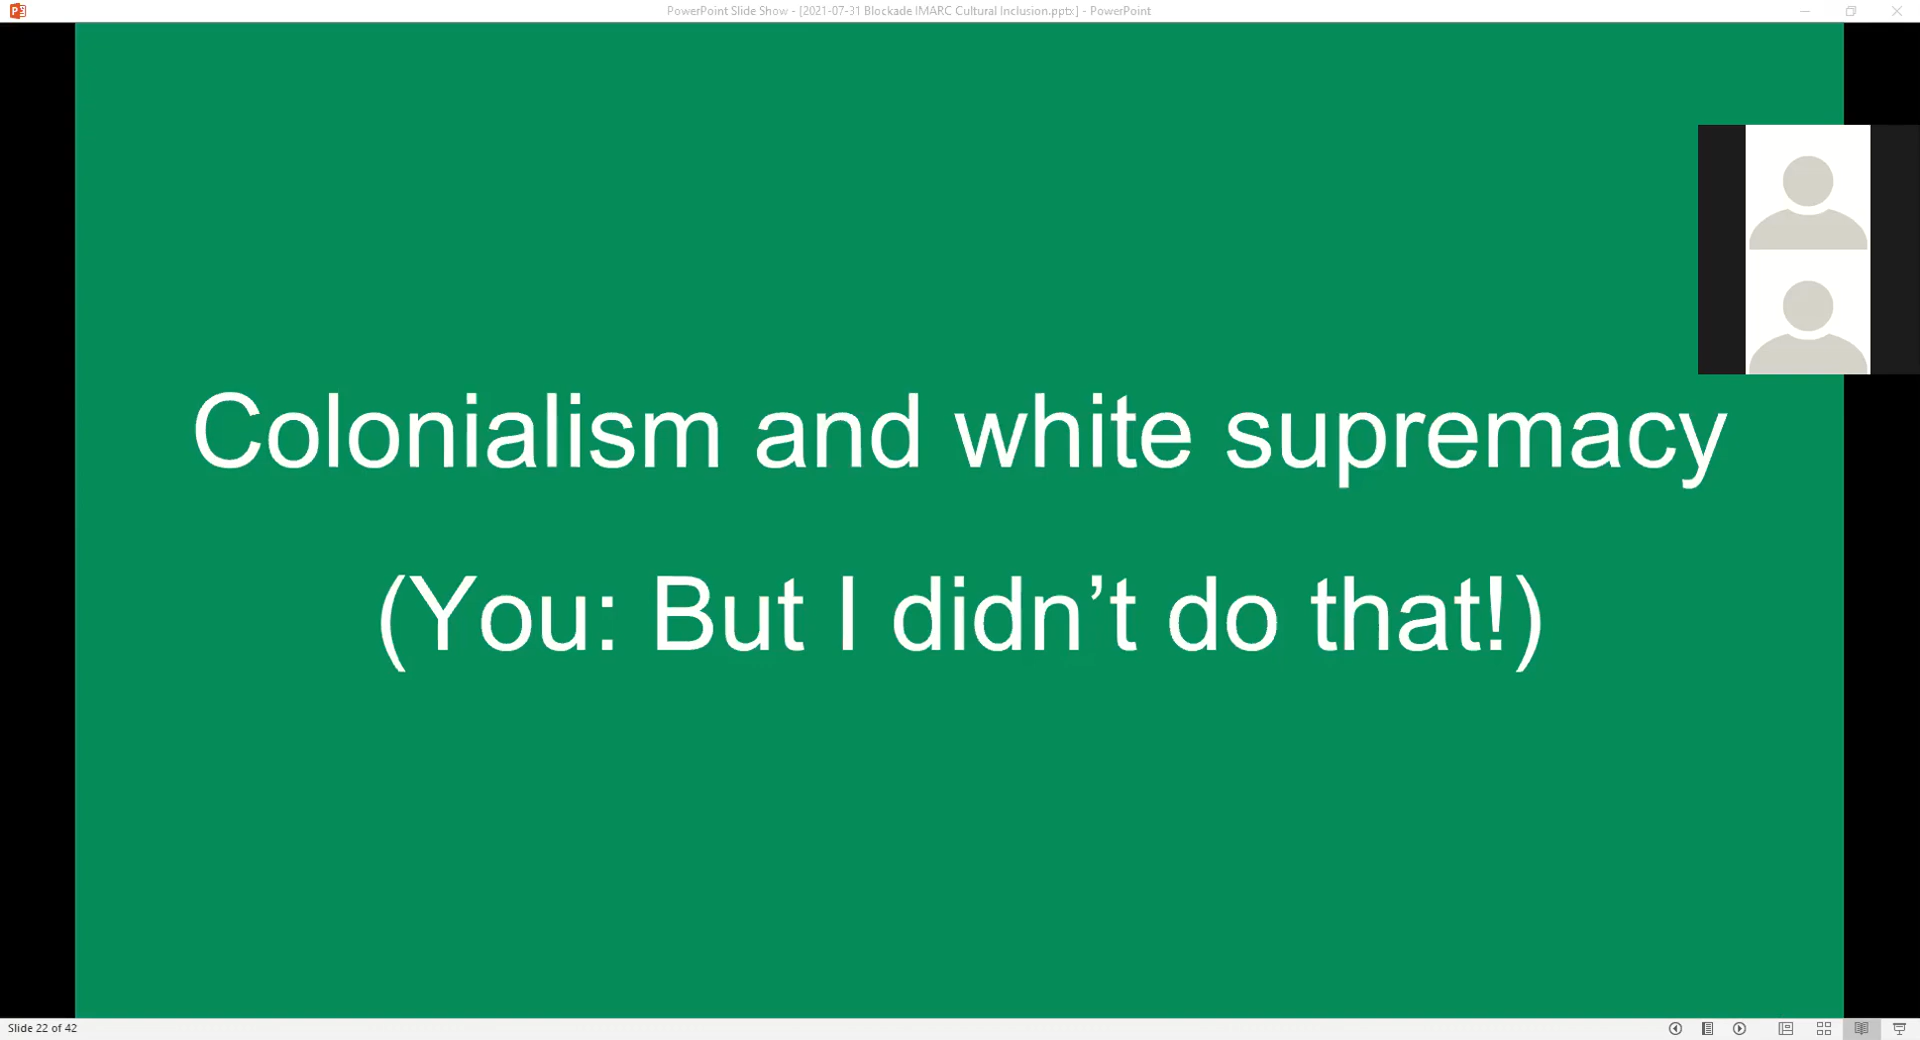 PowerPoint Slide Show - [2021-07-31 Blockade IMARC Cultural Inclusion.pptx] - PowerPoint
Colonialism and white supremacy
(You: But I didn’t do that!)
Slide 22 of 42